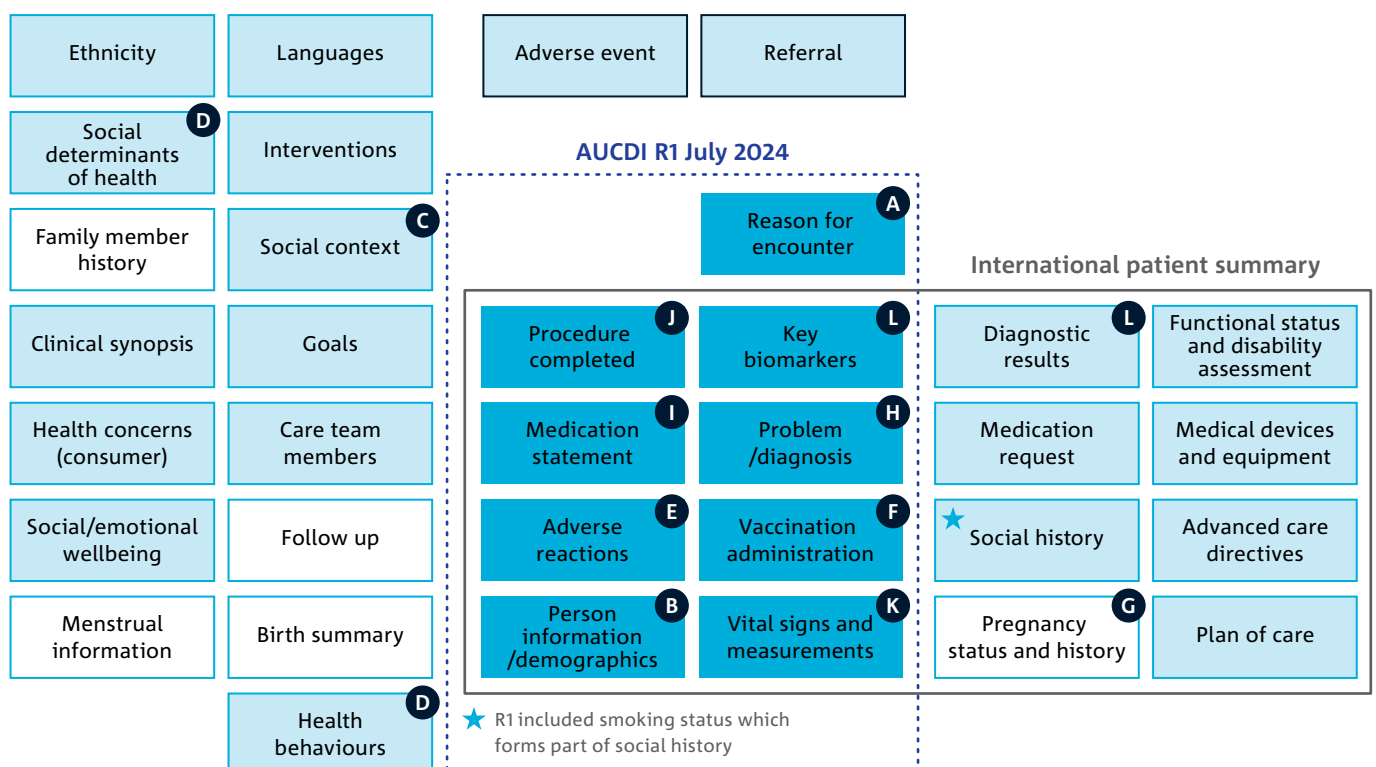 Ethnicity
Languages
Adverse event
Referral
D
Social
determinants
of health
Interventions
AUCDI R1 July 2024
A
Reason for
encounter
Family member
history
C
Social context
International patient summary
Clinical synopsis
Goals
J
Procedure
completed
L
Key
biomarkers
L
Diagnostic
results
Functional status
and disability
assessment
Health concerns
(consumer)
Care team
members
I
Medication
statement
H
Problem
/diagnosis
Medication
request
Medical devices
and equipment
Social/emotional
wellbeing
Follow up
E
Adverse
reactions
F
Vaccination
administration
Social history
Advanced care
directives
Menstrual
information
Birth summary
B
Person
information
/demographics
K
Vital signs and
measurements
G
Pregnancy
status and history
Plan of care
D
Health
behaviours
R1 included smoking status which
forms part of social history